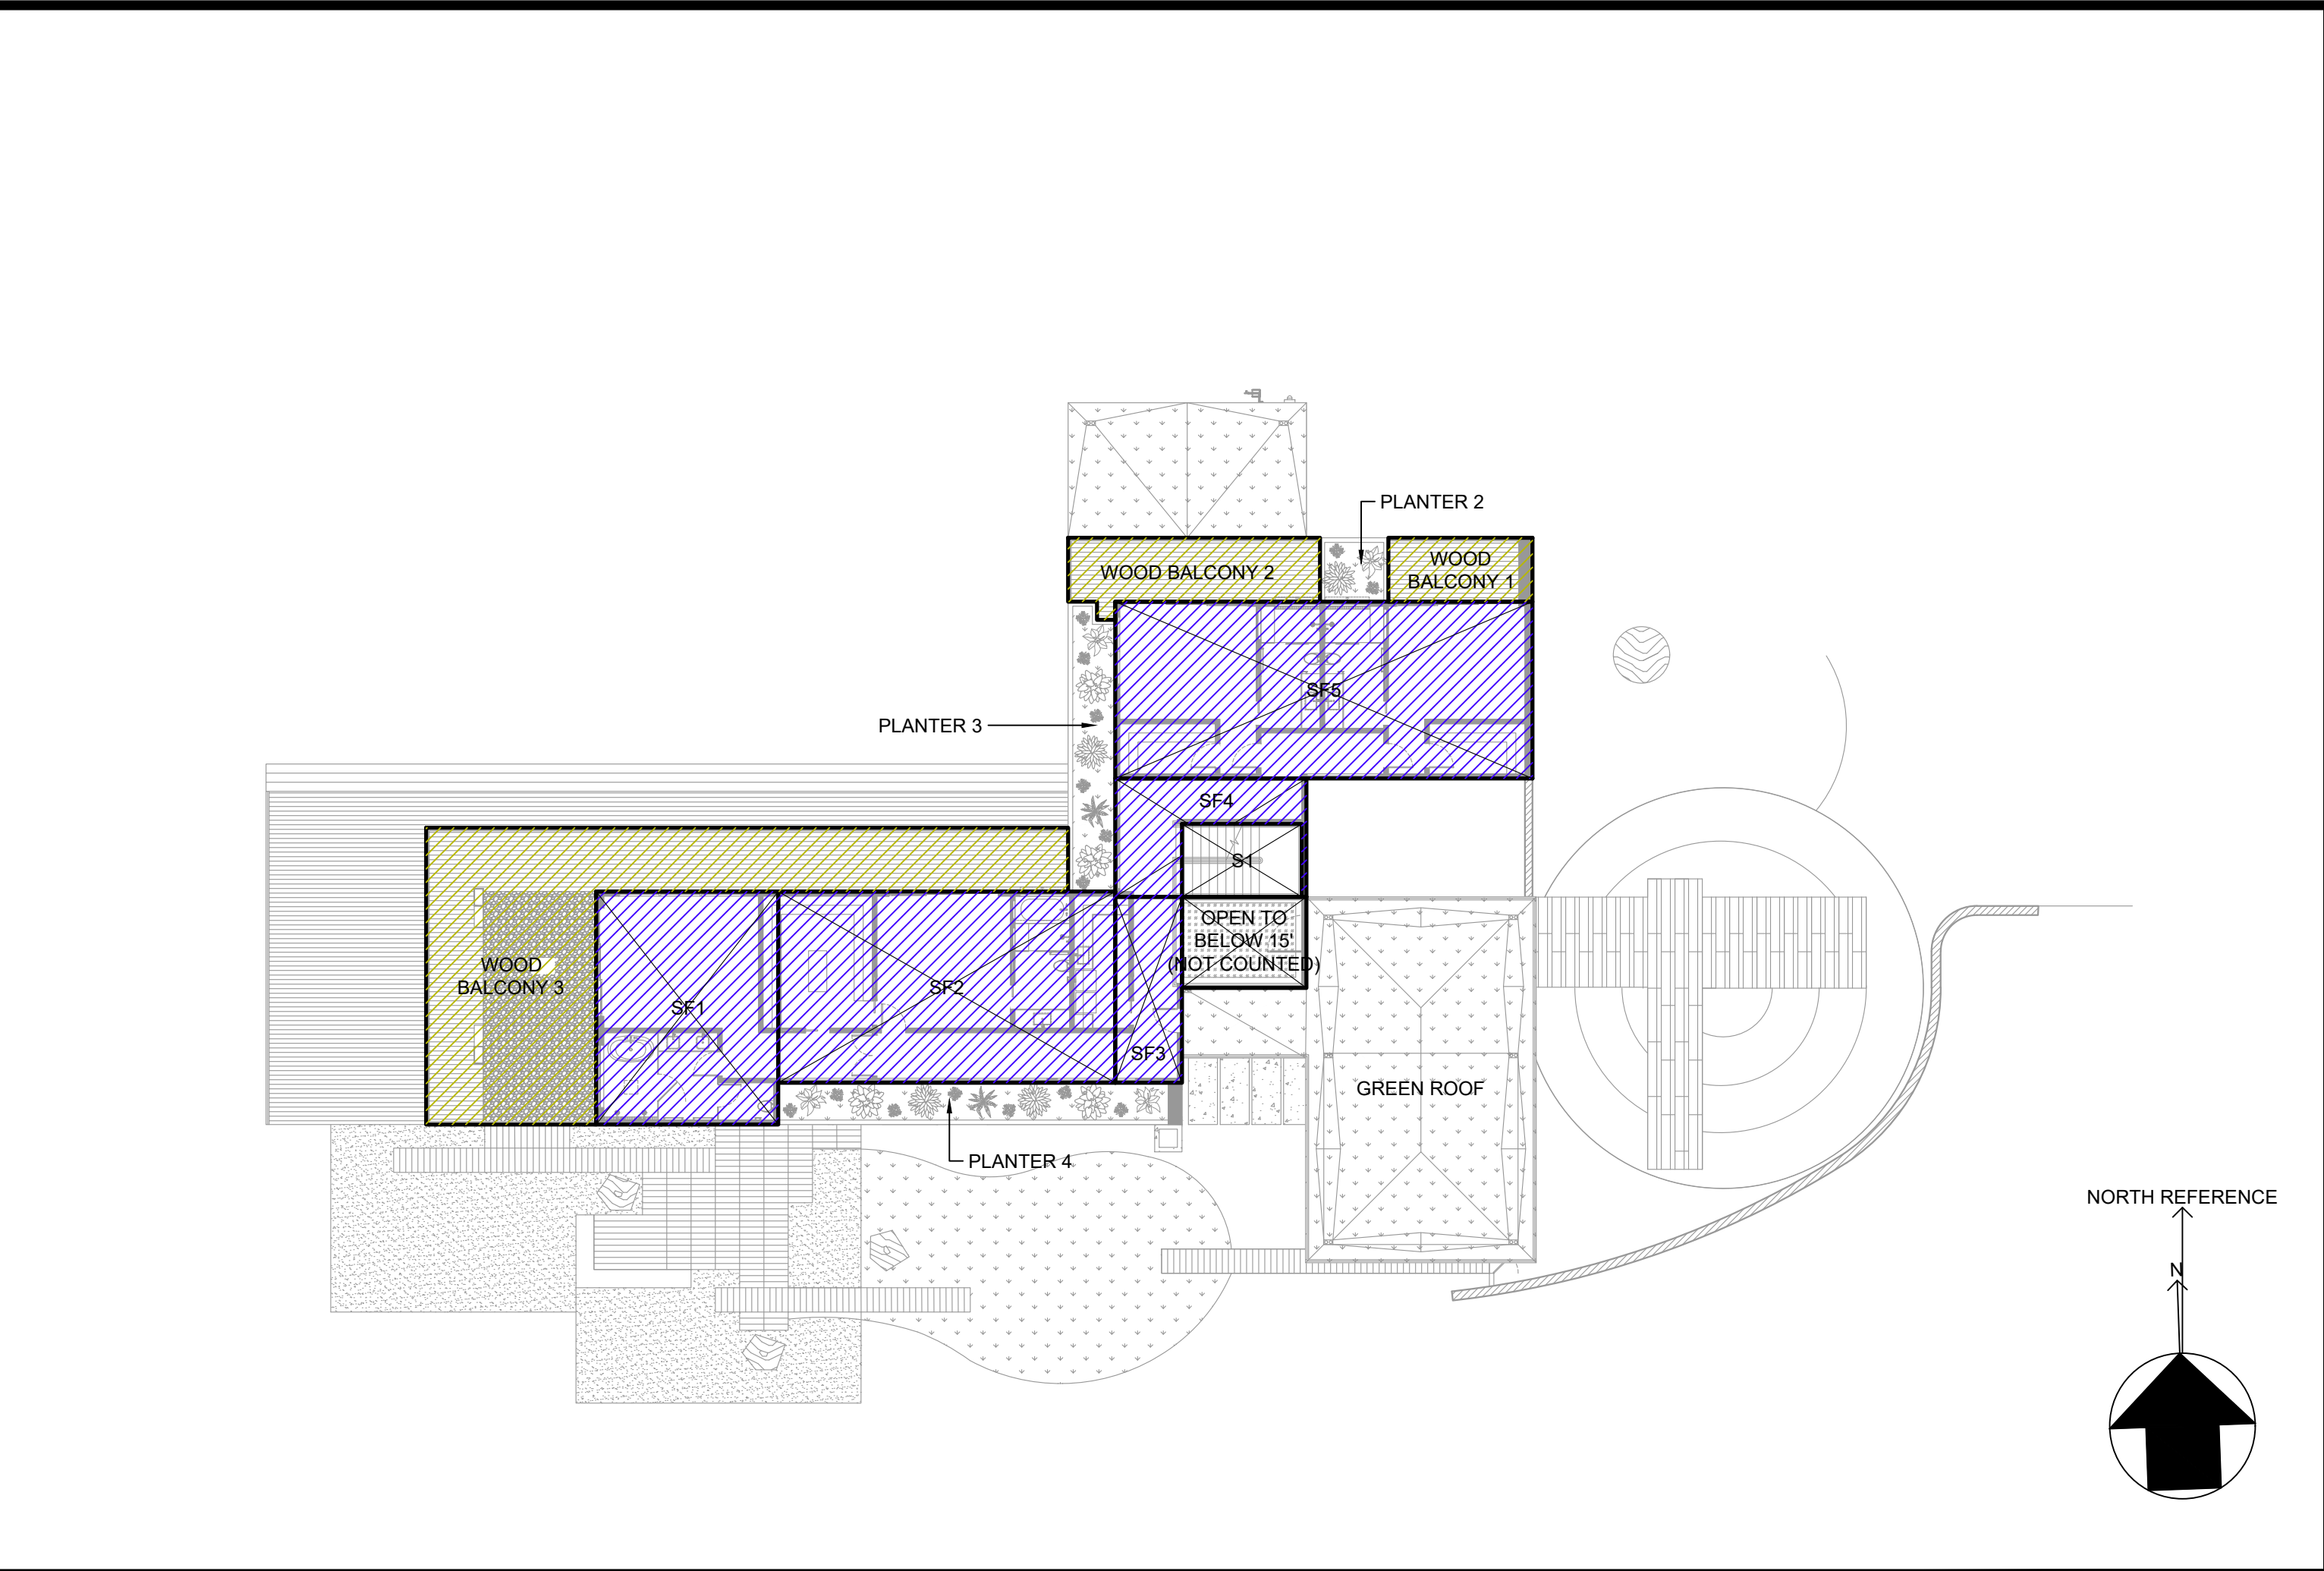 PLANTER 2
WOOD BALCONY 2
WOOD
BALCONY 1
SF5
PLANTER 3
SF4
S1
OPEN TO
BELOW 15'
(NOT COUNTED)
WOOD
BALCONY 3
SF1
SF2
SF3
GREEN ROOF
PLANTER 4
NORTH REFERENCE
N